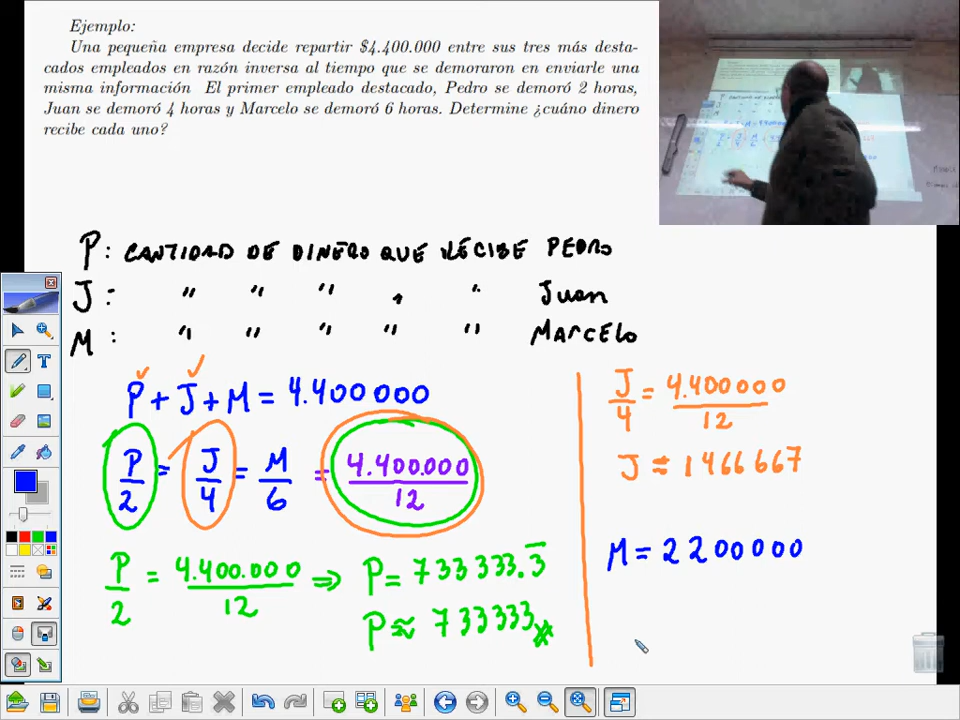 Ejemplo:
Una pequeña empresa decide repartir $4.400.000 entre sus tres más desta-
cados empleados en razón inversa al tiempo que se demoraron en enviarle una
misma información El primer empleado destacado, Pedro se demoró 2 horas,
Juan se demoró 4 horas y Marcelo se demoró 6 horas. Determine ¿cuáno dinero
recibe cada uno?
P: CANTIDAD DE DINERO QUE RECIBE PEDRO
J: " " " " " Juan
M: " " " " " MARCELO
P + J + M = 4.400000
P/2 = J/4 = M/6 = 4.400.000/12
P/2 = 4.400.000/12 ⇒ P = 733333.3̅
P ≈ 733333
J/4 = 4.400000/12
J ≈ 1466667
M = 2200000
T